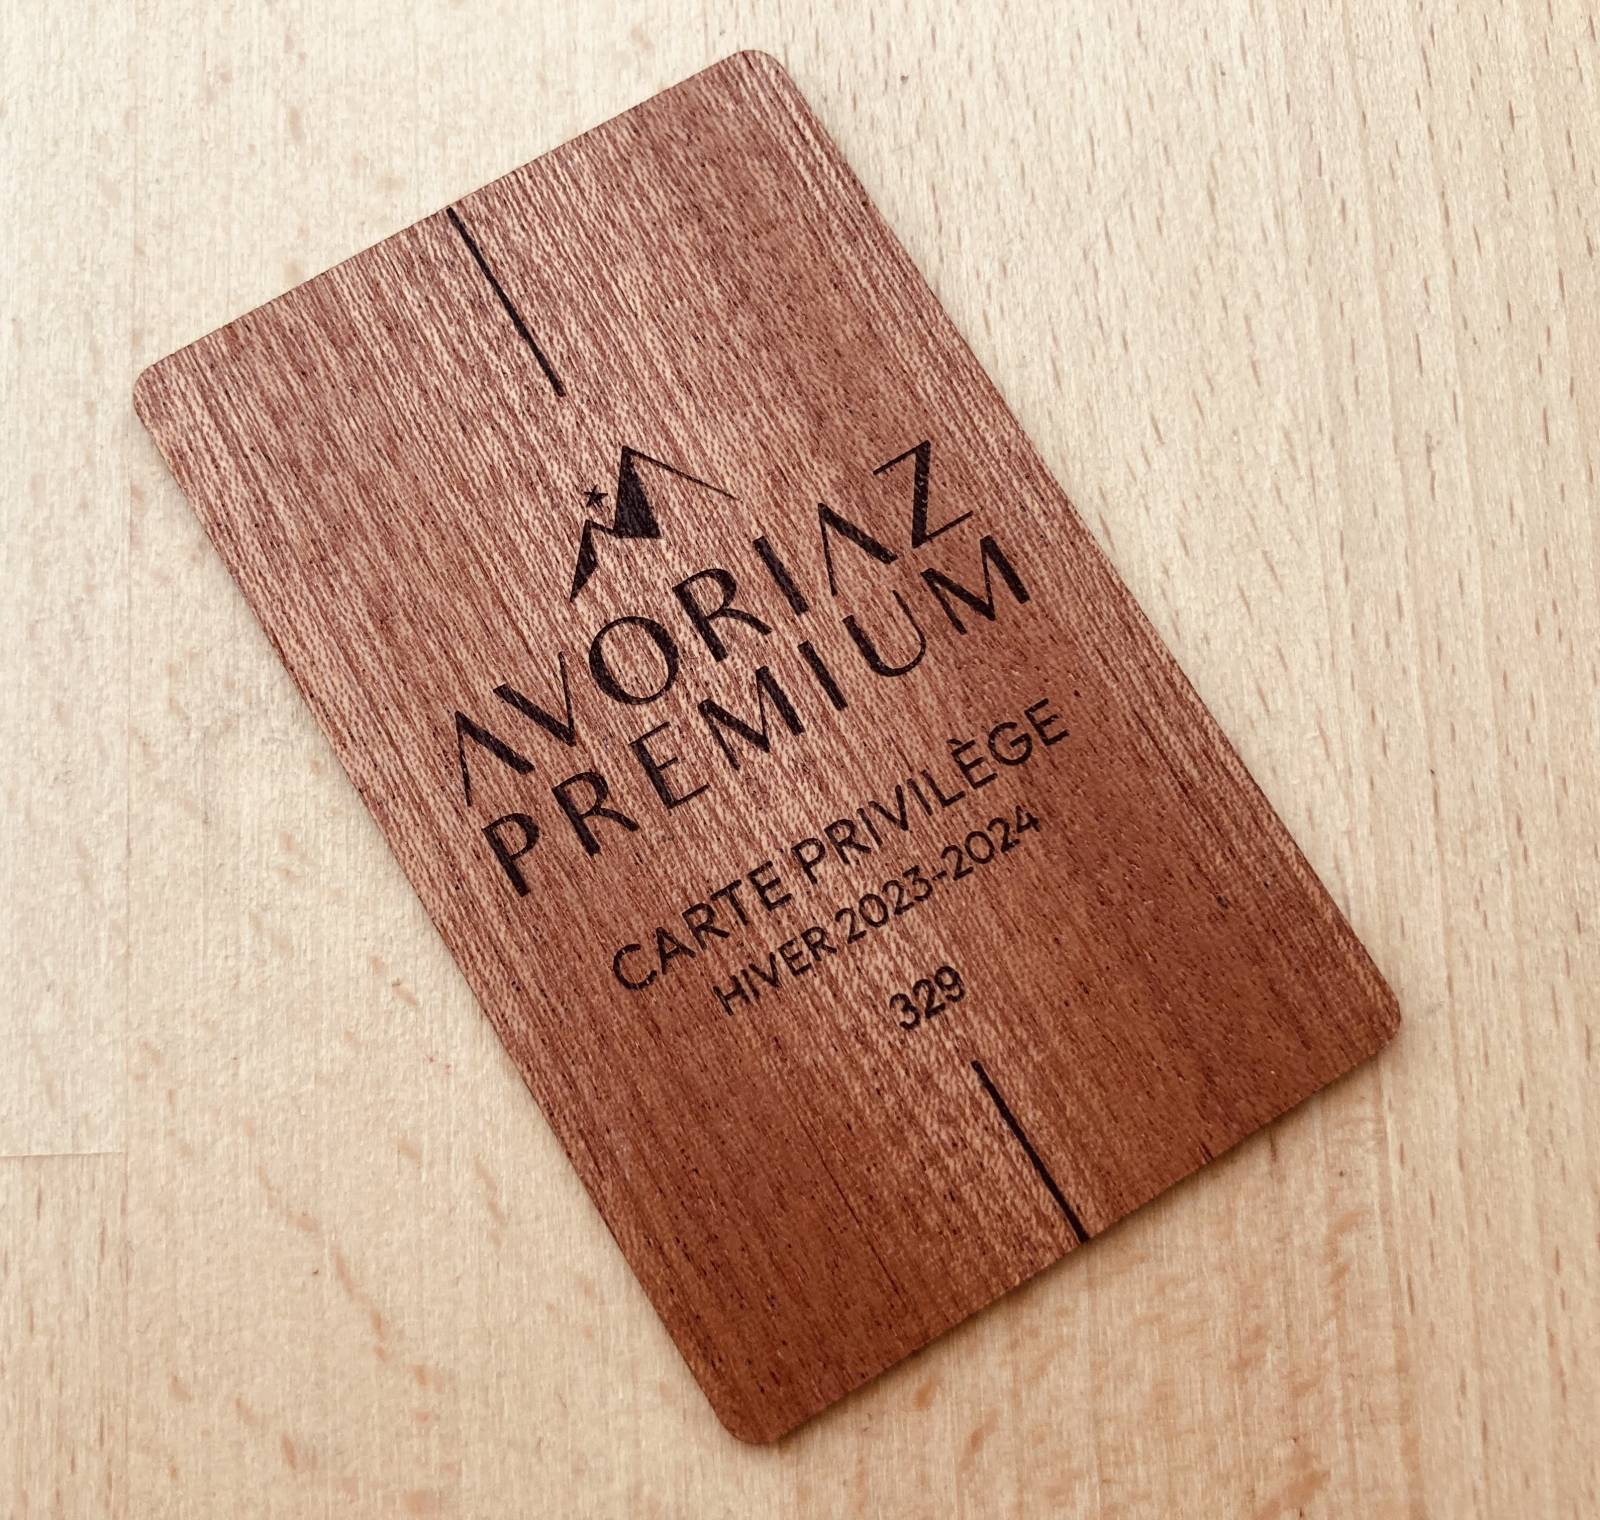 AVORIAZ
PREMIUM
CARTE PRIVILÈGE
HIVER 2023-2024
329